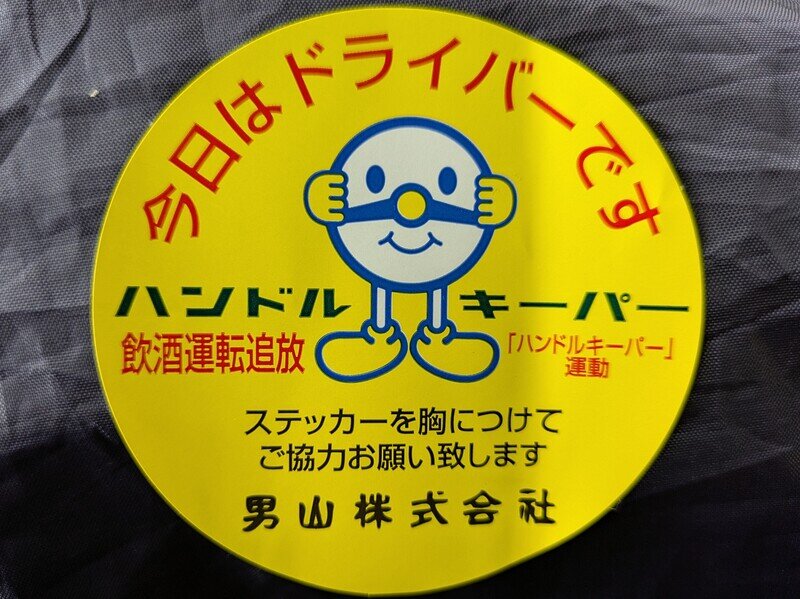 今日はドライバーです
ハンドルキーパー
飲酒運転追放
「ハンドルキーパー」
運動
ステッカーを胸につけて
ご協力お願い致します
男山株式会社